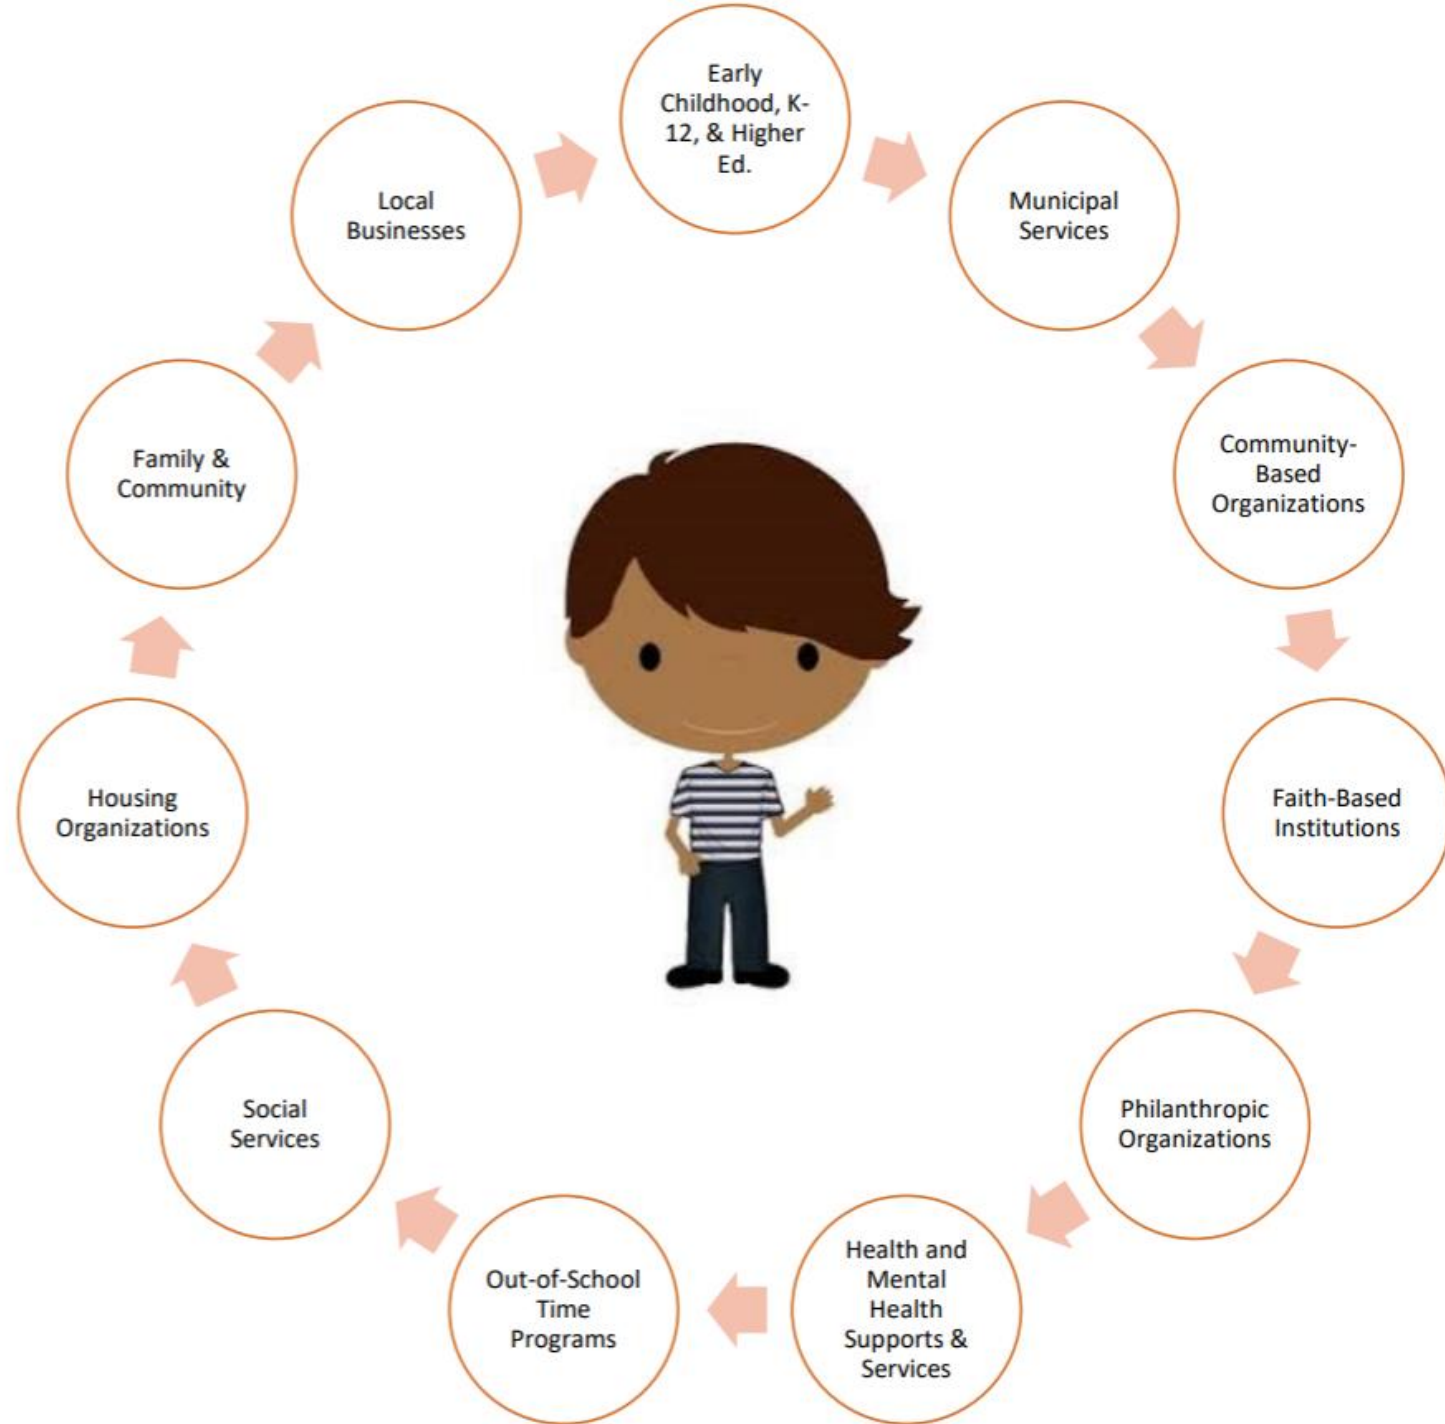 Early
Childhood, K-
12, & Higher
Ed.
Municipal
Services
Community-
Based
Organizations
Faith-Based
Institutions
Philanthropic
Organizations
Health and
Mental
Health
Supports &
Services
Out-of-School
Time
Programs
Social
Services
Housing
Organizations
Family &
Community
Local
Businesses